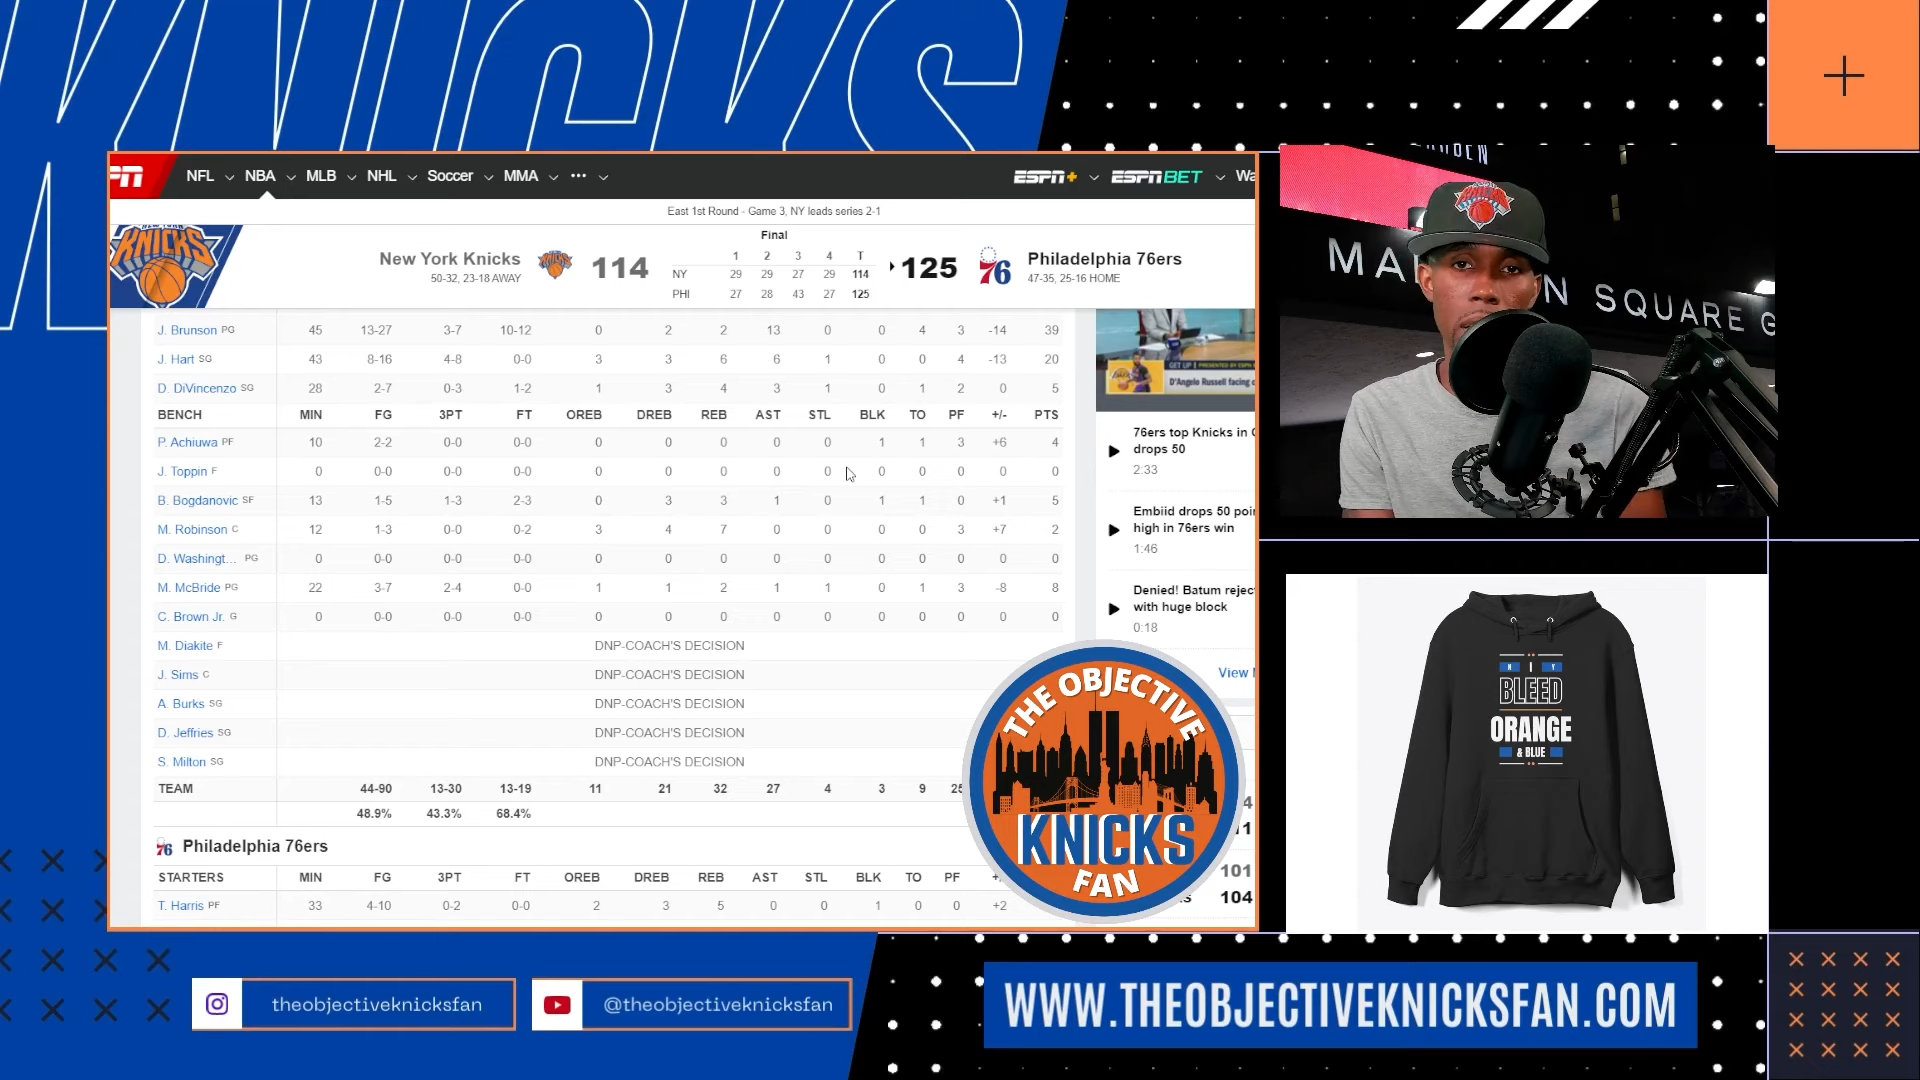 KNICKS
NFL NBA MLB NHL Soccer MMA ••• ESPN+ ESPN BET Wa
East 1st Round - Game 3, NY leads series 2-1
Final
KNICKS
New York Knicks 114
50-32, 23-18 AWAY
1 2 3 4 T
NY 29 29 27 29 114
PHI 27 28 43 27 125
125 76 Philadelphia 76ers
47-35, 25-16 HOME
J. Brunson PG 45 13-27 3-7 10-12 0 2 2 13 0 0 4 3 -14 39
J. Hart SG 43 8-16 4-8 0-0 3 3 6 6 1 0 0 4 -13 20
D. DiVincenzo SG 28 2-7 0-3 1-2 1 3 4 3 1 0 1 2 0 5
BENCH MIN FG 3PT FT OREB DREB REB AST STL BLK TO PF +/- PTS
P. Achiuwa PF 10 2-2 0-0 0-0 0 0 0 0 0 1 1 3 +6 4
J. Toppin F 0 0-0 0-0 0-0 0 0 0 0 0 0 0 0 0 0
B. Bogdanovic SF 13 1-5 1-3 2-3 0 3 3 1 0 1 1 0 +1 5
M. Robinson C 12 1-3 0-0 0-2 3 4 7 0 0 0 0 3 +7 2
D. Washingt... PG 0 0-0 0-0 0-0 0 0 0 0 0 0 0 0 0 0
M. McBride PG 22 3-7 2-4 0-0 1 1 2 1 1 0 1 3 -8 8
C. Brown Jr. G 0 0-0 0-0 0-0 0 0 0 0 0 0 0 0 0 0
M. Diakite F DNP-COACH'S DECISION
J. Sims C DNP-COACH'S DECISION
A. Burks SG DNP-COACH'S DECISION
D. Jeffries SG DNP-COACH'S DECISION
S. Milton SG DNP-COACH'S DECISION
TEAM 44-90 13-30 13-19 11 21 32 27 4 3 9 25
48.9% 43.3% 68.4%
76 Philadelphia 76ers
STARTERS MIN FG 3PT FT OREB DREB REB AST STL BLK TO PF
T. Harris PF 33 4-10 0-2 0-0 2 3 5 0 0 1 0 0 +2
GET UP PRESENTED BY
D'Angelo Russell facing
76ers top Knicks in
drops 50
2:33
Embiid drops 50 poi
high in 76ers win
1:46
Denied! Batum rejec
with huge block
0:18
View
101
104
THE OBJECTIVE
KNICKS
FAN
SQUARE
N I Y
BLEED
ORANGE
& BLUE
theobjectiveknicksfan
@theobjectiveknicksfan
WWW.THEOBJECTIVEKNICKSFAN.COM